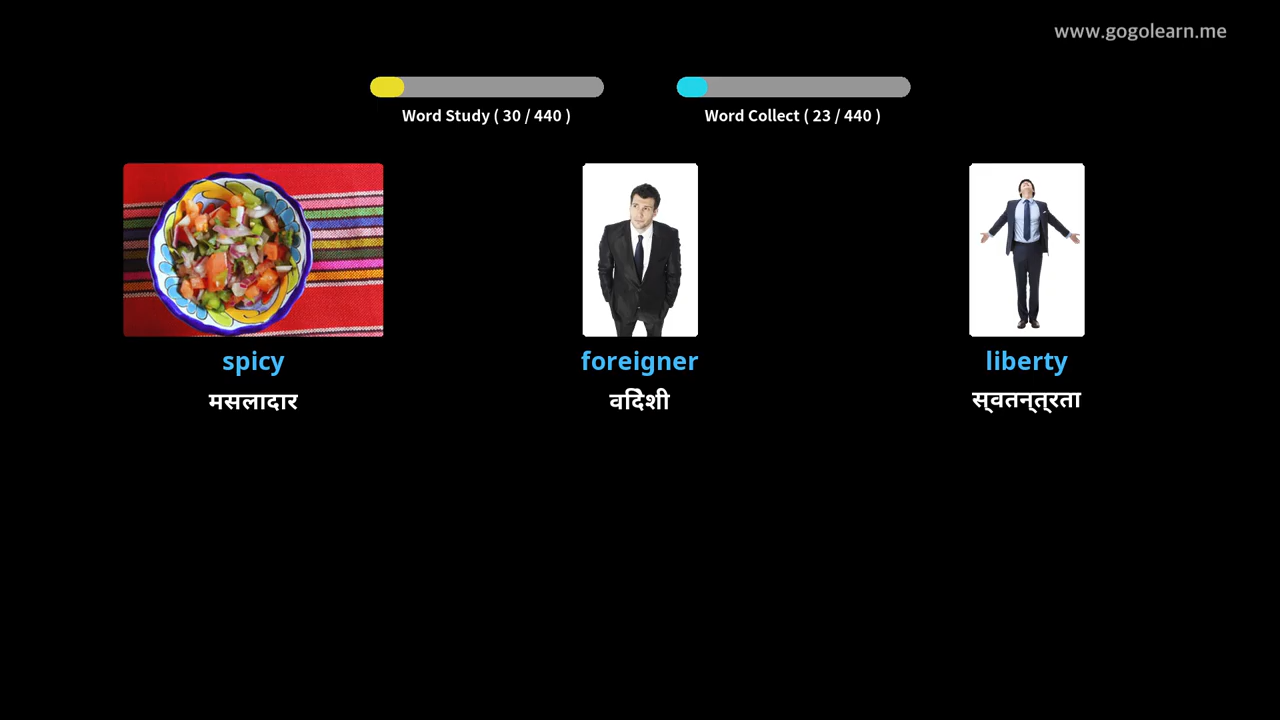 www.gogolearn.me
Word Study ( 30 / 440 )
Word Collect ( 23 / 440 )
spicy
foreigner
liberty
मसलादार
विदेशी
स्वतन्त्रता